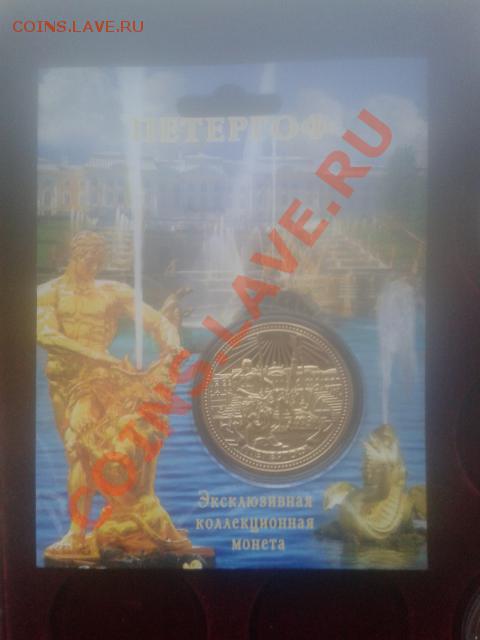 COINS.LAVE.RU
ПЕТЕРГОФ
COINS.LAVE.RU
Эксклюзивная
коллекционная
монета